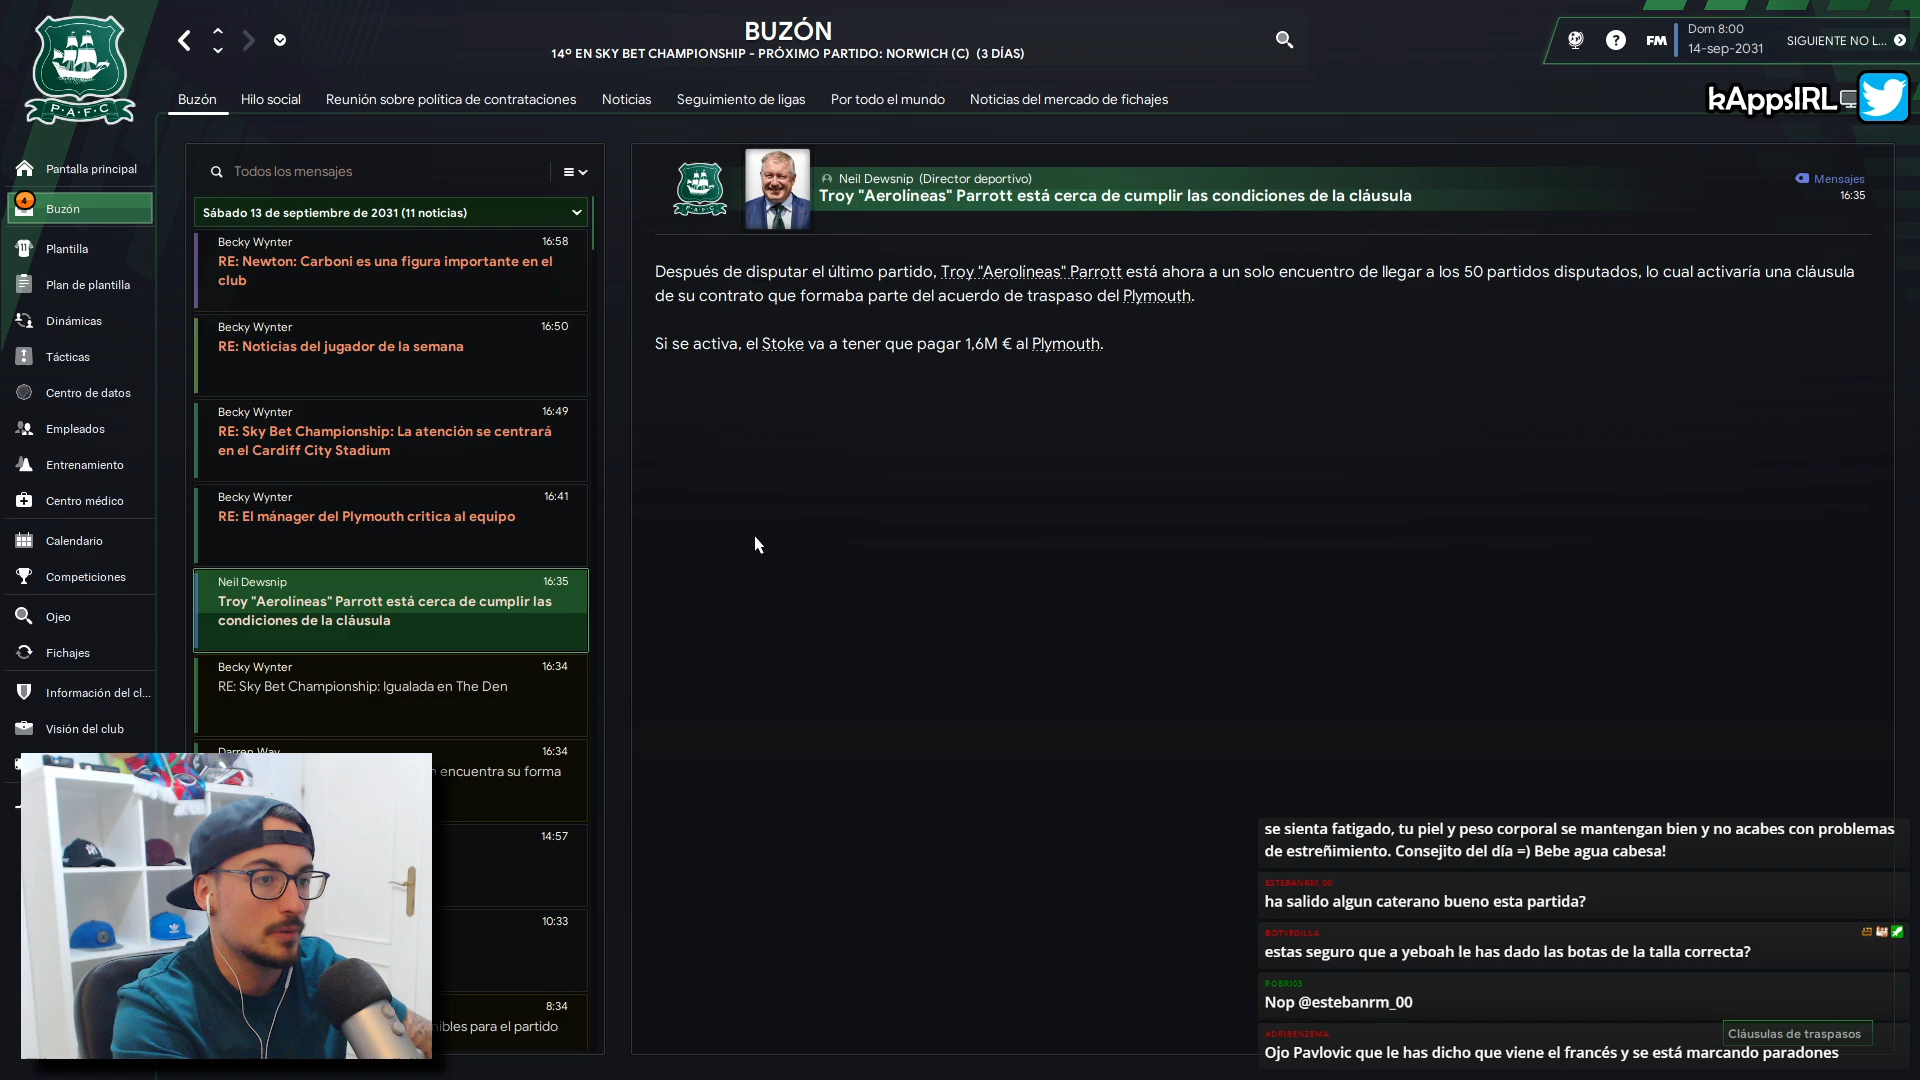 BUZÓN
14º EN SKY BET CHAMPIONSHIP - PRÓXIMO PARTIDO: NORWICH (C) (3 DÍAS)
FM
Dom 8:00
14-sep-2031
SIGUIENTE NO L...
P·A·F·C
Buzón
Hilo social
Reunión sobre política de contrataciones
Noticias
Seguimiento de ligas
Por todo el mundo
Noticias del mercado de fichajes
kAppsIRL
Pantalla principal
4
Buzón
Plantilla
Plan de plantilla
Dinámicas
Tácticas
Centro de datos
Empleados
Entrenamiento
Centro médico
Calendario
Competiciones
Ojeo
Fichajes
Información del cl...
Visión del club
Todos los mensajes
Sábado 13 de septiembre de 2031 (11 noticias)
Becky Wynter 16:58
RE: Newton: Carboni es una figura importante en el
club
Becky Wynter 16:50
RE: Noticias del jugador de la semana
Becky Wynter 16:49
RE: Sky Bet Championship: La atención se centrará
en el Cardiff City Stadium
Becky Wynter 16:41
RE: El mánager del Plymouth critica al equipo
Neil Dewsnip 16:35
Troy "Aerolíneas" Parrott está cerca de cumplir las
condiciones de la cláusula
Becky Wynter 16:34
RE: Sky Bet Championship: Igualada en The Den
Darren Way 16:34
encuentra su forma
14:57
10:33
8:34
nibles para el partido
Neil Dewsnip (Director deportivo)
Troy "Aerolíneas" Parrott está cerca de cumplir las condiciones de la cláusula
Mensajes
16:35
Después de disputar el último partido, Troy "Aerolíneas" Parrott está ahora a un solo encuentro de llegar a los 50 partidos disputados, lo cual activaría una cláusula
de su contrato que formaba parte del acuerdo de traspaso del Plymouth.
Si se activa, el Stoke va a tener que pagar 1,6M € al Plymouth.
se sienta fatigado, tu piel y peso corporal se mantengan bien y no acabes con problemas
de estreñimiento. Consejito del día =) Bebe agua cabesa!
ESTEBANRM_00
ha salido algun caterano bueno esta partida?
BOTVEDILLA
estas seguro que a yeboah le has dado las botas de la talla correcta?
ROBRI03
Nop @estebanrm_00
ADRIBENZEMA
Cláusulas de traspasos
Ojo Pavlovic que le has dicho que viene el francés y se está marcando paradones